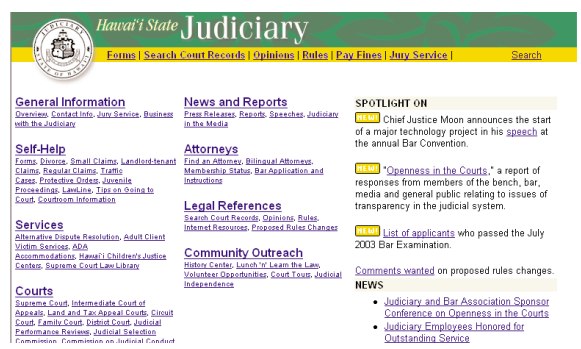 Hawai'i State Judiciary
Forms | Search Court Records | Opinions | Rules | Pay Fines | Jury Service |
Search
General Information
Overview, Contact Info, Jury Service, Business
with the Judiciary
Self-Help
Forms, Divorce, Small Claims, Landlord-tenant
Claims, Regular Claims, Traffic
Cases, Protective Orders, Juvenile
Proceedings, LawLine, Tips on Going to
Court, Courtroom Information
Services
Alternative Dispute Resolution, Adult Client
Victim Services, ADA
Accommodations, Hawai'i Children's Justice
Centers, Supreme Court Law Library
Courts
Supreme Court, Intermediate Court of
Appeals, Land and Tax Appeal Courts, Circuit
Court, Family Court, District Court, Judicial
Performance Reviews, Judicial Selection
Commission, Commission on Judicial Conduct
News and Reports
Press Releases, Reports, Speeches, Judiciary
in the Media
Attorneys
Find an Attorney, Bilingual Attorneys,
Membership Status, Bar Application and
Instructions
Legal References
Search Court Records, Opinions, Rules,
Internet Resources, Proposed Rules Changes
Community Outreach
History Center, Lunch 'n' Learn the Law,
Volunteer Opportunities, Court Tours, Judicial
Independence
SPOTLIGHT ON
NEW! Chief Justice Moon announces the start
of a major technology project in his speech at
the annual Bar Convention.
NEW! "Openness in the Courts," a report of
responses from members of the bench, bar,
media and general public relating to issues of
transparency in the judicial system.
NEW! List of applicants who passed the July
2003 Bar Examination.
Comments wanted on proposed rules changes.
NEWS
• Judiciary and Bar Association Sponsor
Conference on Openness in the Courts
• Judiciary Employees Honored for
Outstanding Service